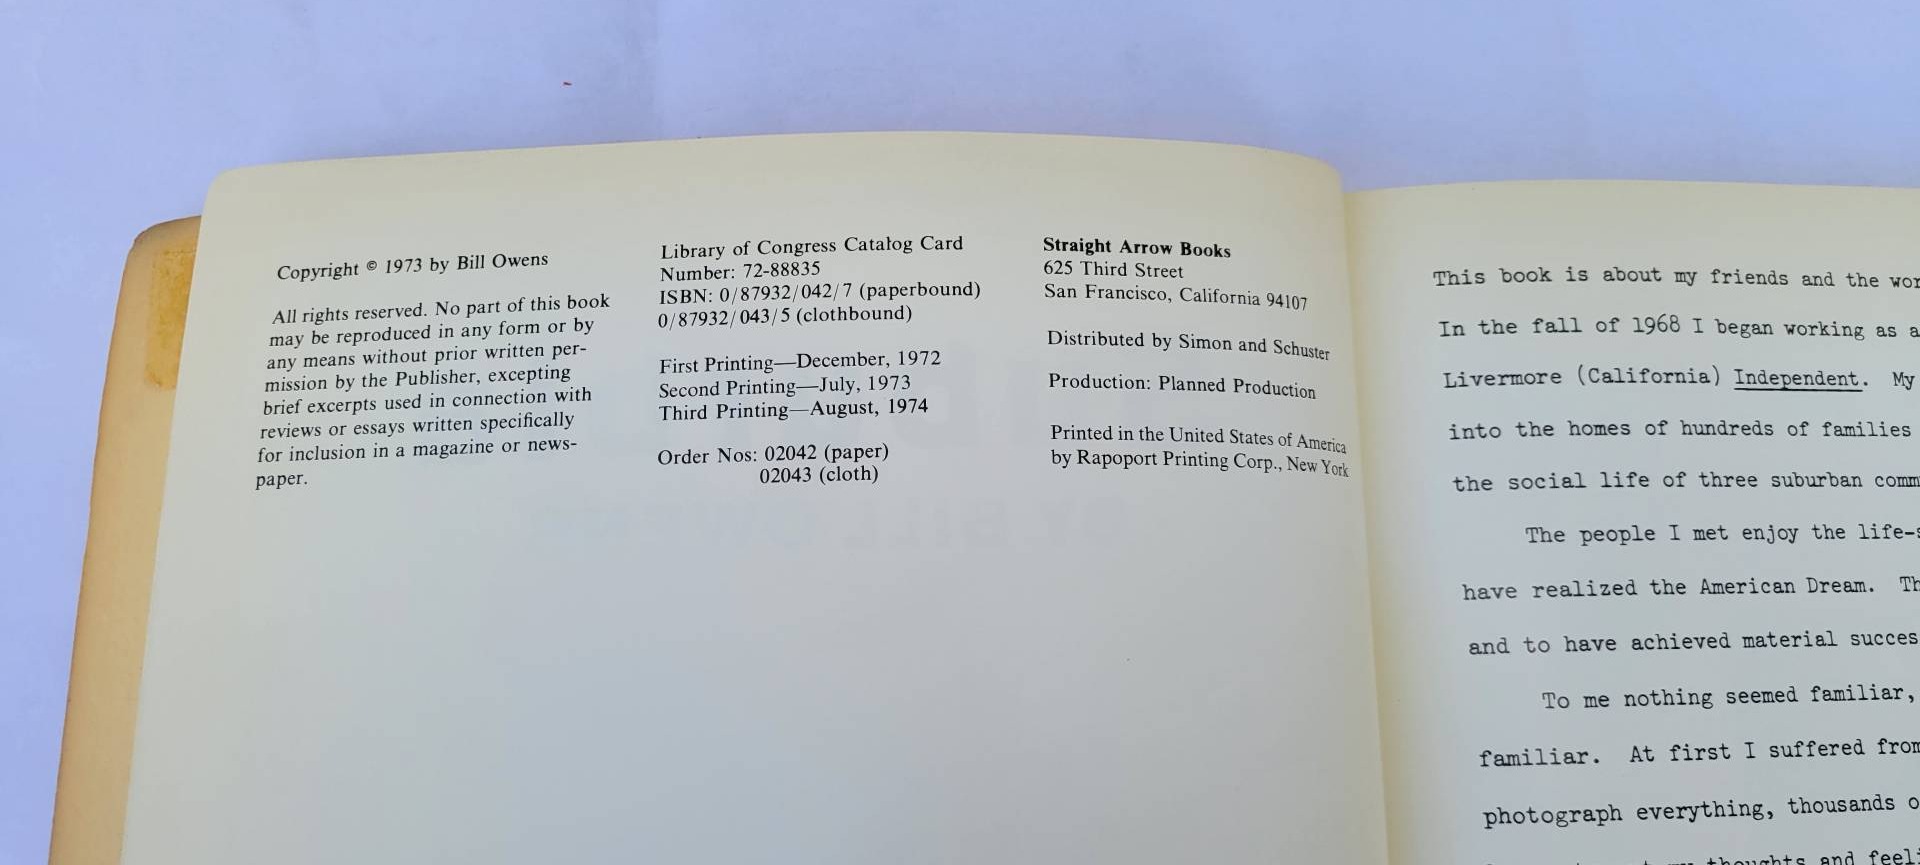 Copyright © 1973 by Bill Owens
All rights reserved. No part of this book
may be reproduced in any form or by
any means without prior written per-
mission by the Publisher, excepting
brief excerpts used in connection with
reviews or essays written specifically
for inclusion in a magazine or news-
paper.
Library of Congress Catalog Card
Number: 72-88835
ISBN: 0/87932/042/7 (paperbound)
0/87932/043/5 (clothbound)
First Printing—December, 1972
Second Printing—July, 1973
Third Printing—August, 1974
Order Nos: 02042 (paper)
02043 (cloth)
Straight Arrow Books
625 Third Street
San Francisco, California 94107
Distributed by Simon and Schuster
Production: Planned Production
Printed in the United States of America
by Rapoport Printing Corp., New York
This book is about my friends and the
In the fall of 1968 I began working as a
Livermore (California) Independent. My
into the homes of hundreds of families
the social life of three suburban
The people I met enjoy the
have realized the American Dream.
and to have achieved material
To me nothing seemed familiar,
familiar. At first I suffered from
photograph everything, thousands
thoughts and